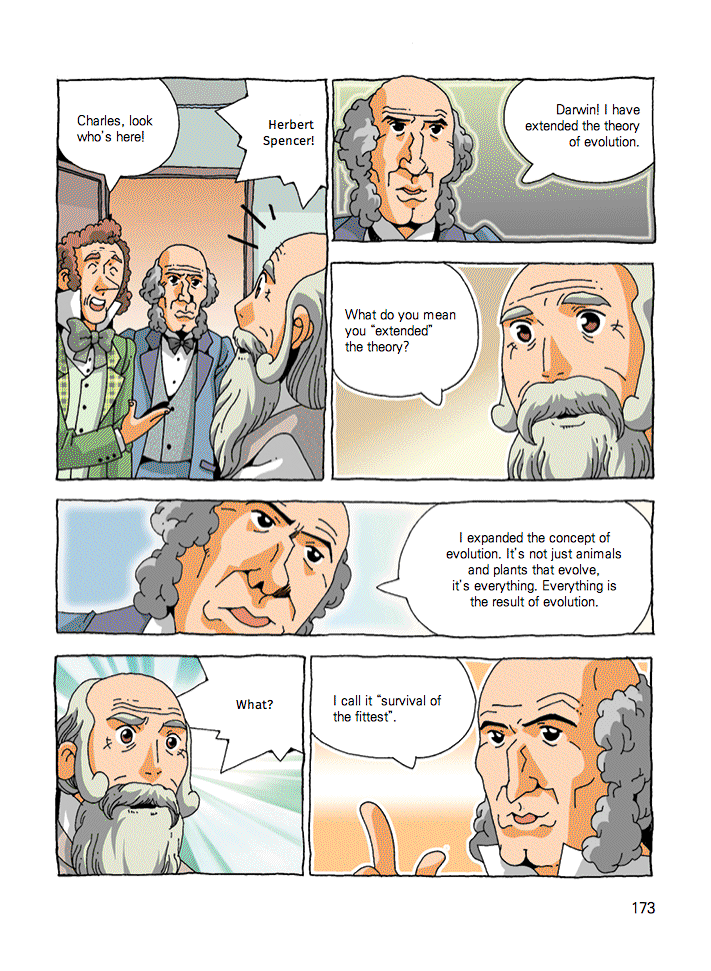 Charles, look
who's here!
Herbert
Spencer!
Darwin! I have
extended the theory
of evolution.
What do you mean
you “extended”
the theory?
I expanded the concept of
evolution. It's not just animals
and plants that evolve,
it's everything. Everything is
the result of evolution.
What?
I call it “survival of
the fittest”.
173